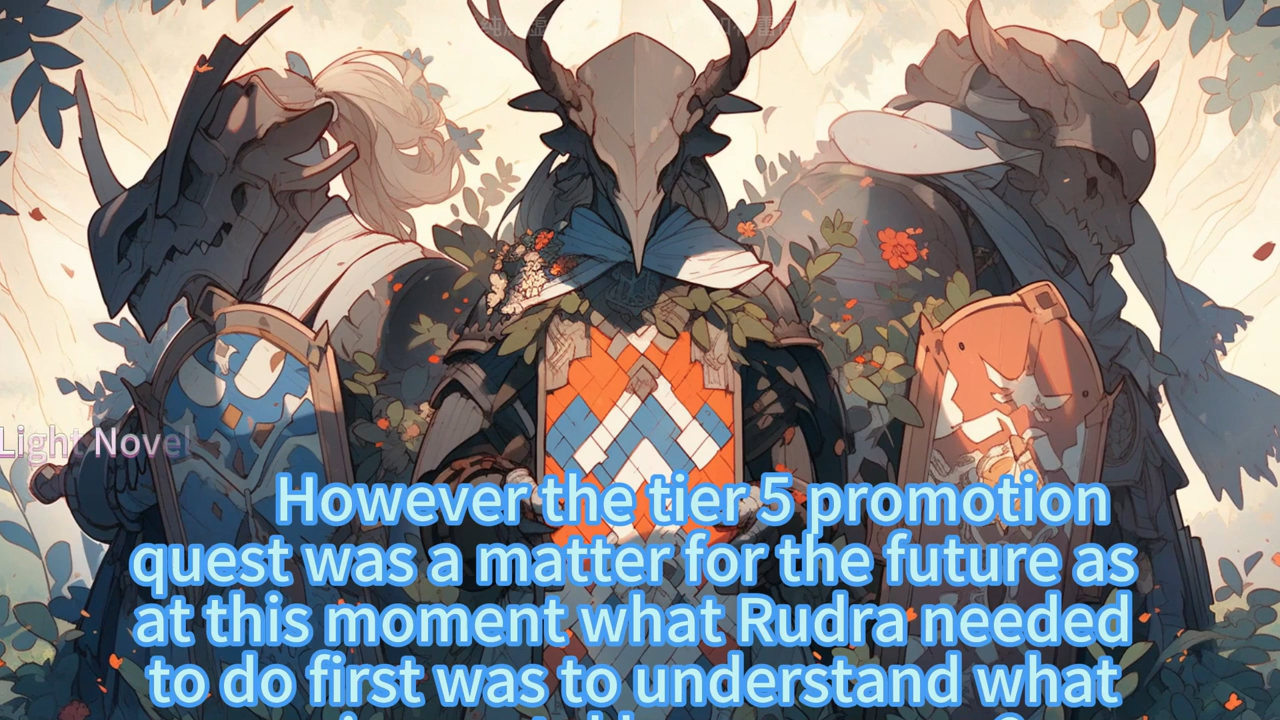 Light Novel
However the tier 5 promotion
quest was a matter for the future as
at this moment what Rudra needed
to do first was to understand what